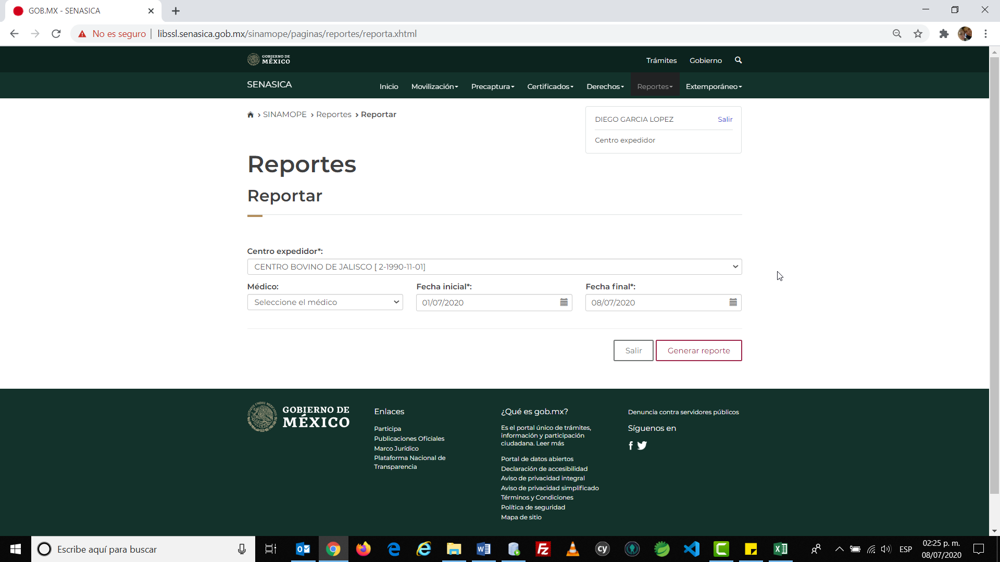 GOB.MX - SENASICA
No es seguro | libssl.senasica.gob.mx/sinamope/paginas/reportes/reporta.xhtml
GOBIERNO DE
MÉXICO
Trámites Gobierno
SENASICA
Inicio Movilización Precaptura Certificados Derechos Reportes Extemporáneo
SINAMOPE > Reportes > Reportar
DIEGO GARCIA LOPEZ Salir
Centro expedidor
Reportes
Reportar
Centro expedidor*:
CENTRO BOVINO DE JALISCO [ 2-1990-11-01]
Médico: Fecha inicial*: Fecha final*:
Seleccione el médico 01/07/2020 08/07/2020
Salir Generar reporte
GOBIERNO DE
MÉXICO
Enlaces
Participa
Publicaciones Oficiales
Marco Jurídico
Plataforma Nacional de
Transparencia
¿Qué es gob.mx?
Es el portal único de trámites,
información y participación
ciudadana. Leer más
Portal de datos abiertos
Declaración de accesibilidad
Aviso de privacidad integral
Aviso de privacidad simplificado
Términos y Condiciones
Política de seguridad
Mapa de sitio
Denuncia contra servidores públicos
Síguenos en
Escribe aquí para buscar
ESP
02:25 p. m.
08/07/2020